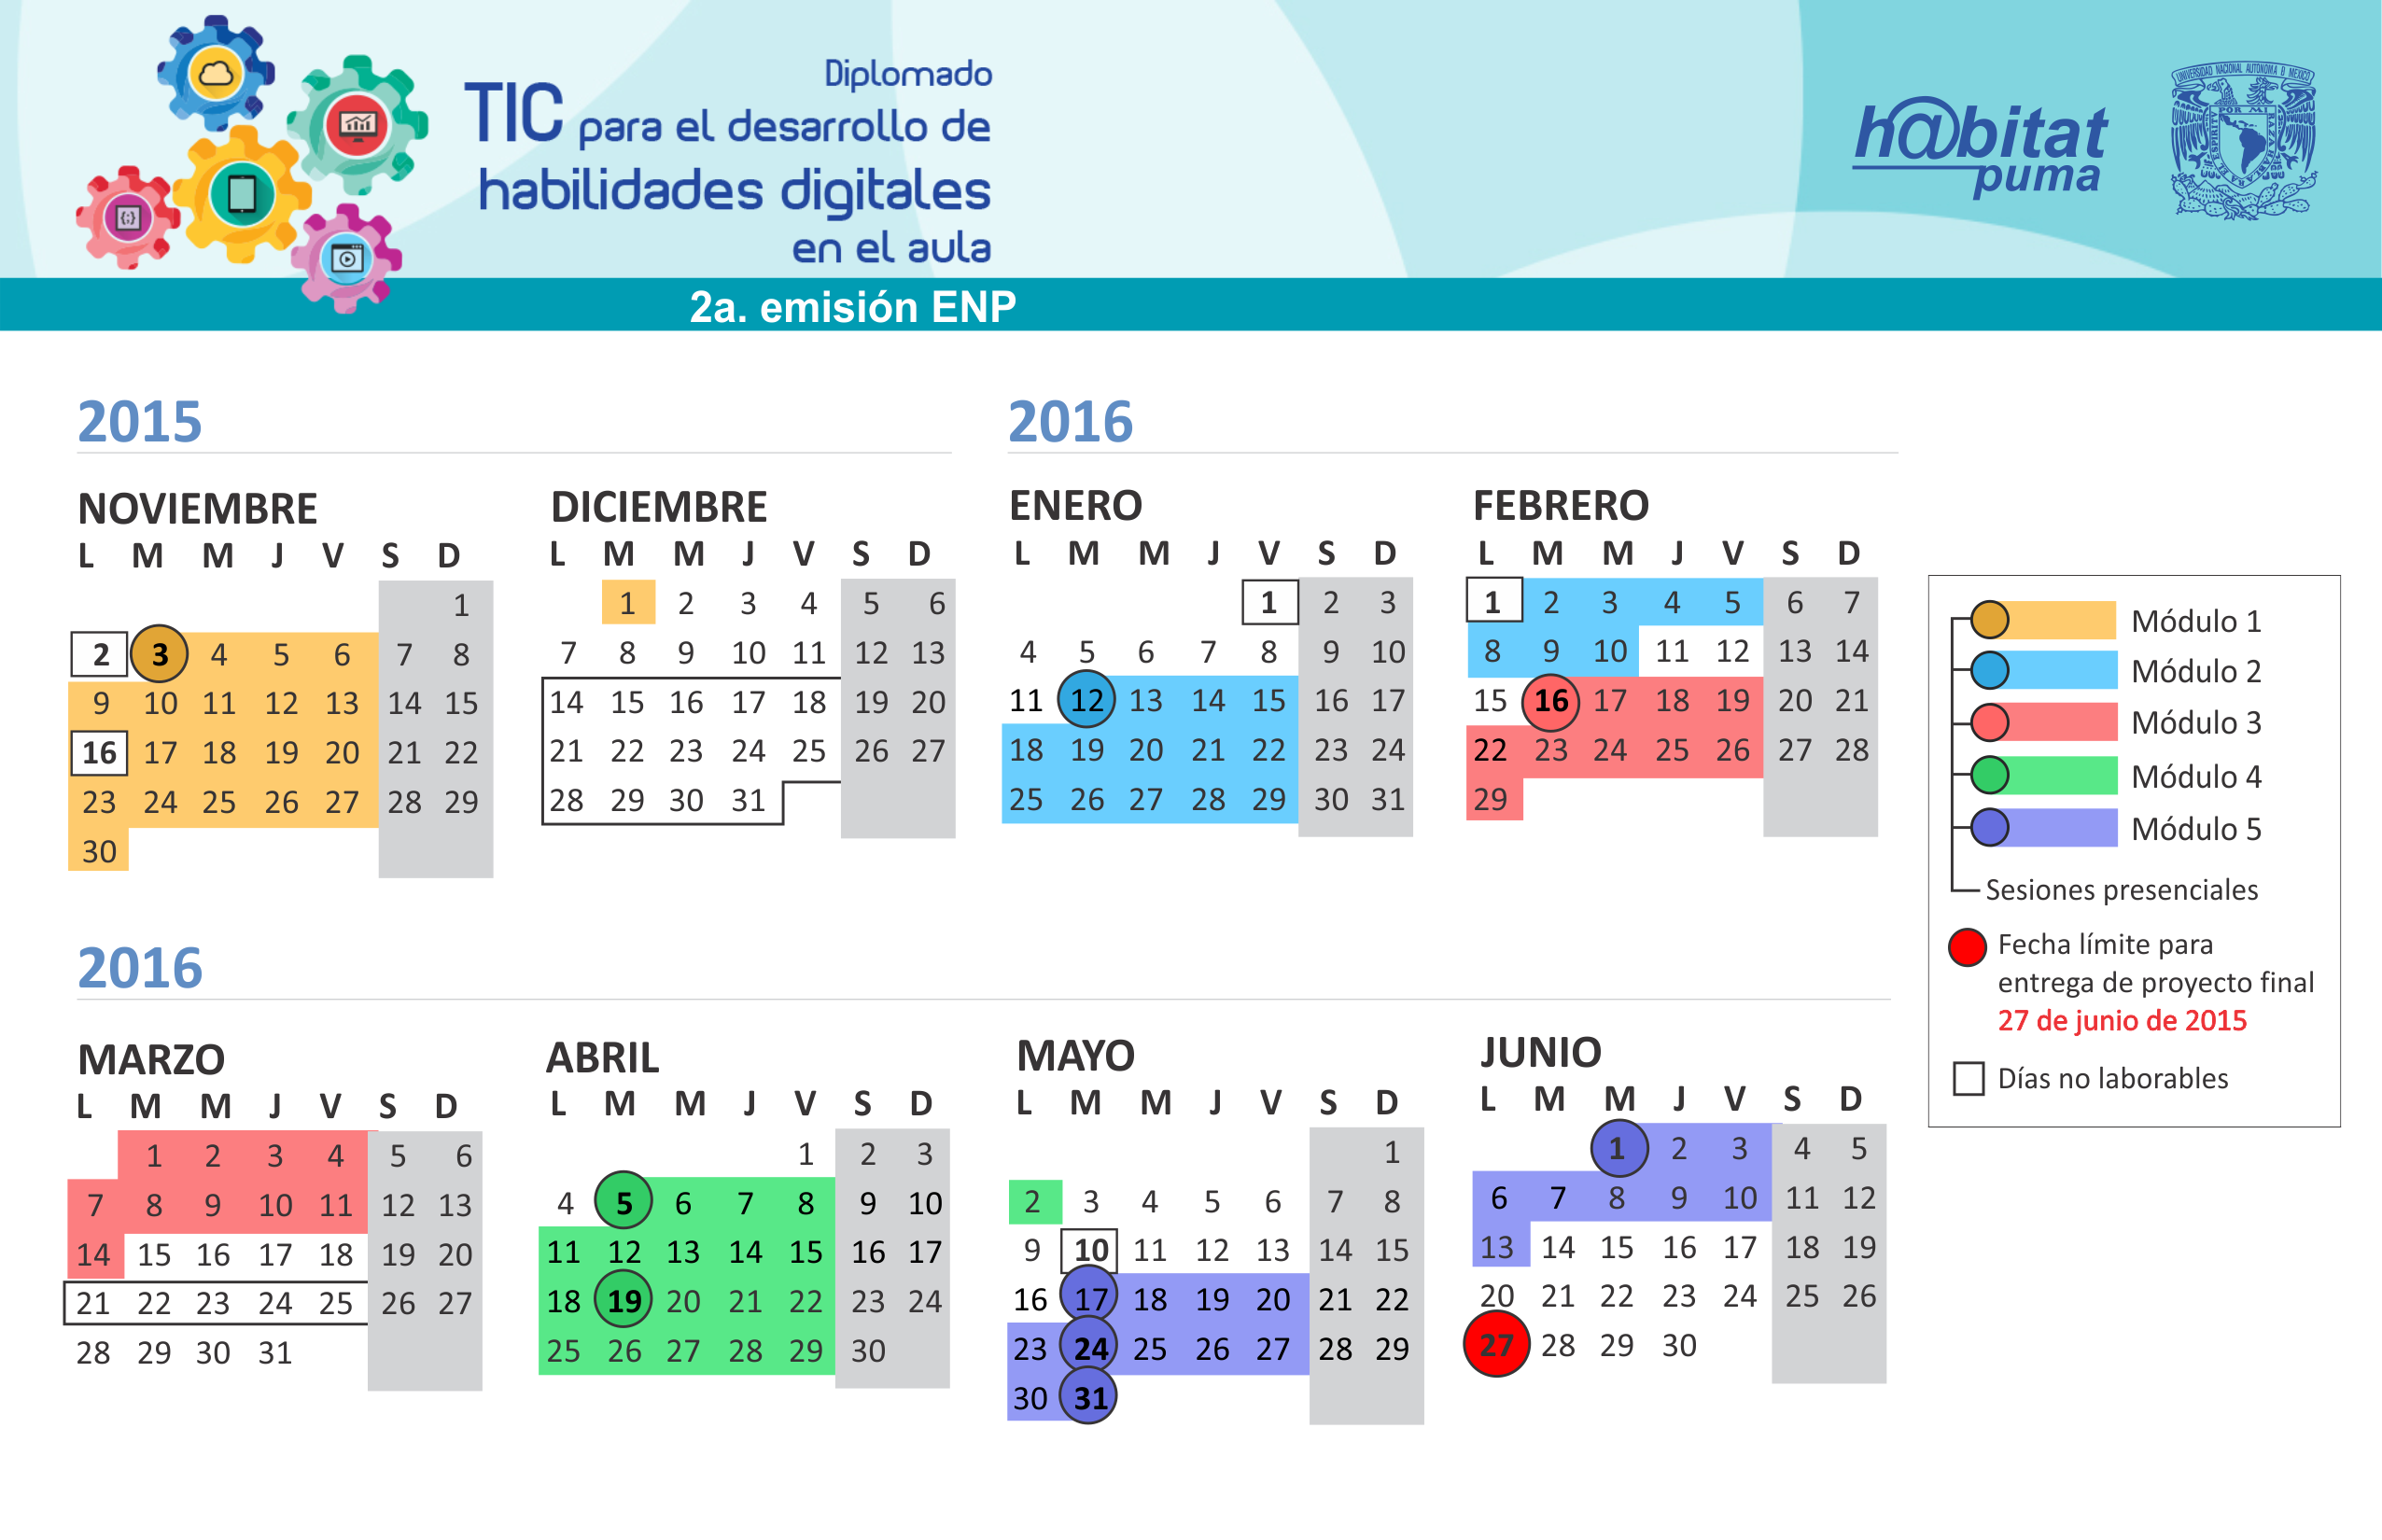 Diplomado
TIC para el desarrollo de
habilidades digitales
en el aula
h@bitat
puma
UNIVERSIDAD NACIONAL AUTONOMA DE MEXICO
POR MI RAZA HABLARA EL ESPIRITU
2a. emisión ENP
2015
NOVIEMBRE
L M M J V S D
1
2 3 4 5 6 7 8
9 10 11 12 13 14 15
16 17 18 19 20 21 22
23 24 25 26 27 28 29
30
DICIEMBRE
L M M J V S D
1 2 3 4 5 6
7 8 9 10 11 12 13
14 15 16 17 18 19 20
21 22 23 24 25 26 27
28 29 30 31
2016
ENERO
L M M J V S D
1 2 3
4 5 6 7 8 9 10
11 12 13 14 15 16 17
18 19 20 21 22 23 24
25 26 27 28 29 30 31
FEBRERO
L M M J V S D
1 2 3 4 5 6 7
8 9 10 11 12 13 14
15 16 17 18 19 20 21
22 23 24 25 26 27 28
29
Módulo 1
Módulo 2
Módulo 3
Módulo 4
Módulo 5
Sesiones presenciales
Fecha límite para
entrega de proyecto final
27 de junio de 2015
Días no laborables
2016
MARZO
L M M J V S D
1 2 3 4 5 6
7 8 9 10 11 12 13
14 15 16 17 18 19 20
21 22 23 24 25 26 27
28 29 30 31
ABRIL
L M M J V S D
1 2 3
4 5 6 7 8 9 10
11 12 13 14 15 16 17
18 19 20 21 22 23 24
25 26 27 28 29 30
MAYO
L M M J V S D
1
2 3 4 5 6 7 8
9 10 11 12 13 14 15
16 17 18 19 20 21 22
23 24 25 26 27 28 29
30 31
JUNIO
L M M J V S D
1 2 3 4 5
6 7 8 9 10 11 12
13 14 15 16 17 18 19
20 21 22 23 24 25 26
27 28 29 30